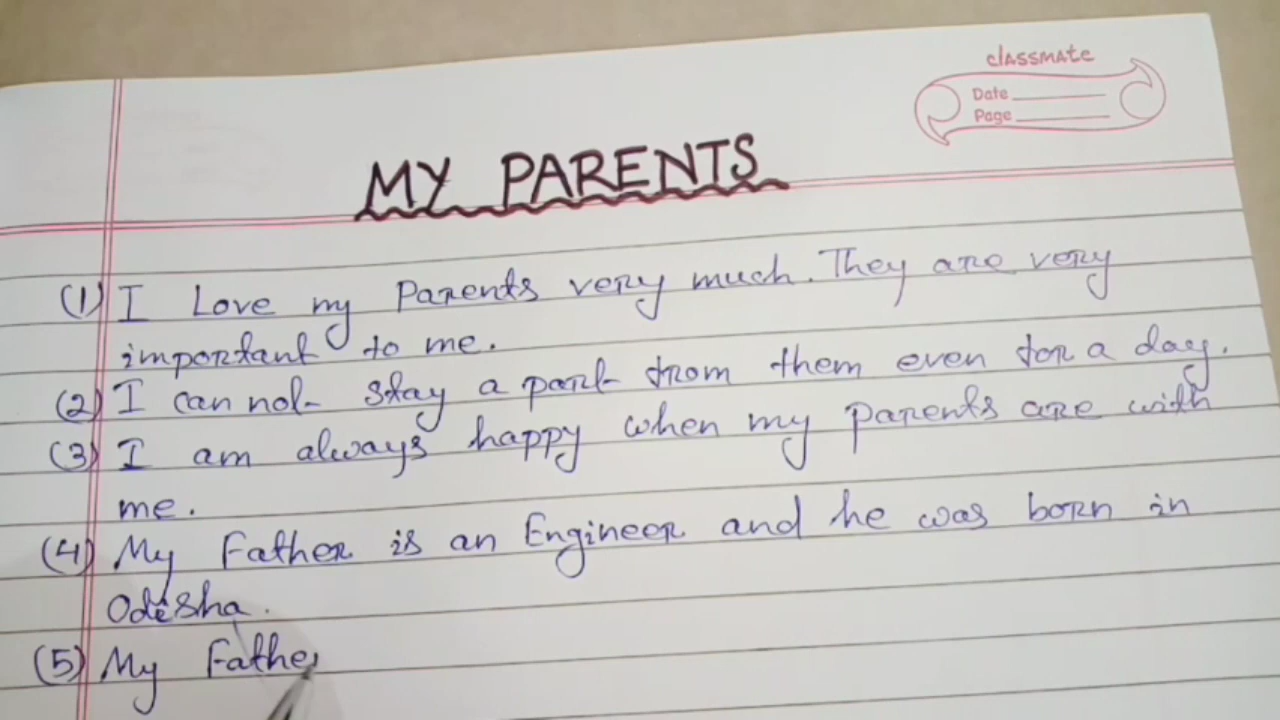 classmate
Date
Page
MY PARENTS
(1) I Love my Parents very much. They are very
important to me.
(2) I can not stay a part from them even for a day.
(3) I am always happy when my parents are with
me.
(4) My Father is an Engineer and he was born in
Odesha.
(5) My Father